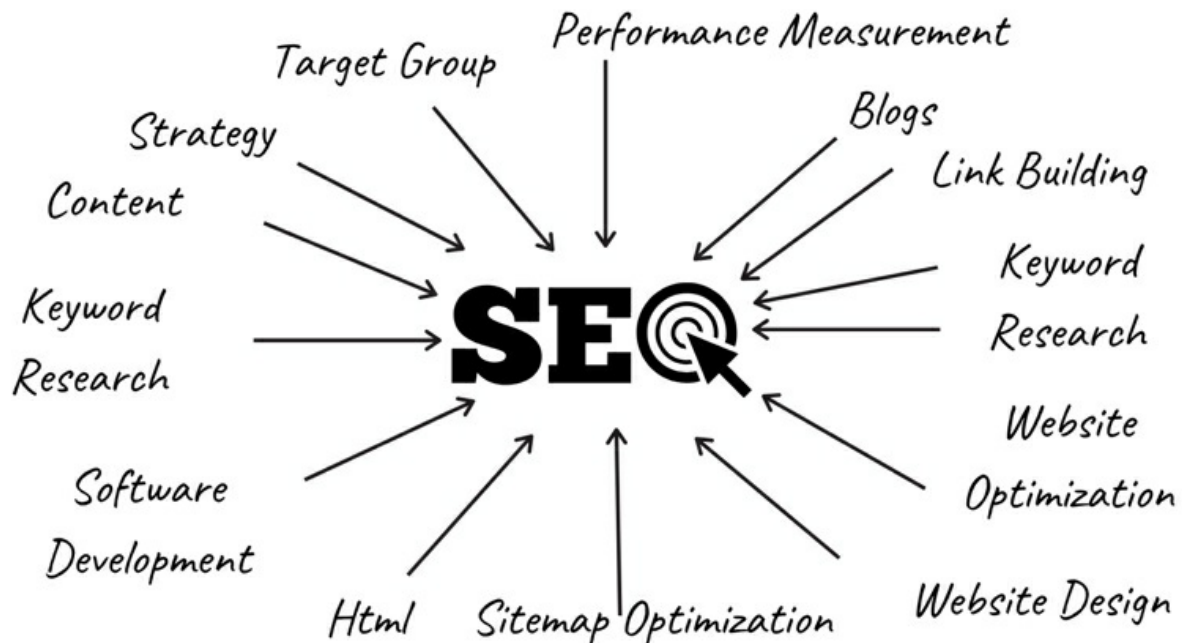 Performance Measurement
Target Group
Blogs
Strategy
Link Building
Content
Keyword
Research
Keyword
Research
SEO
Website
Optimization
Software
Development
Website Design
Html
Sitemap Optimization